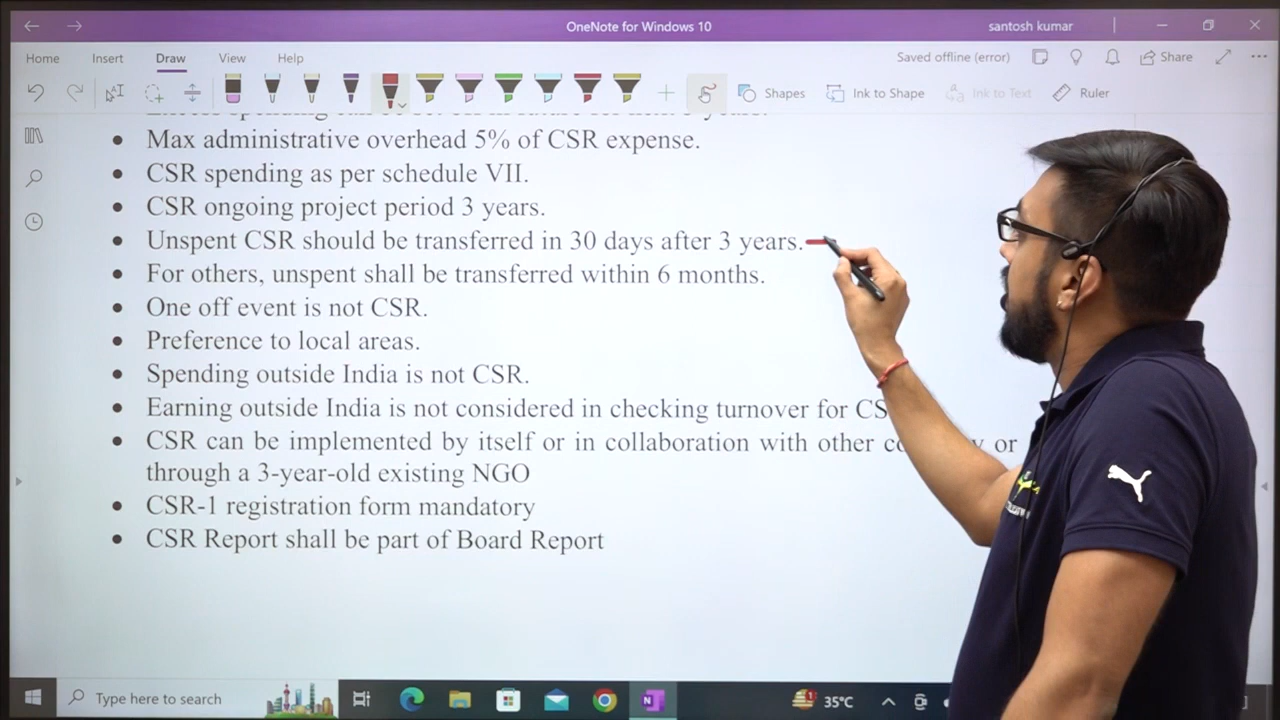 OneNote for Windows 10
santosh kumar
Home Insert Draw View Help
Saved offline (error)
Share
Shapes
Ink to Shape
Ink to Text
Ruler
• Max administrative overhead 5% of CSR expense.
• CSR spending as per schedule VII.
• CSR ongoing project period 3 years.
• Unspent CSR should be transferred in 30 days after 3 years.
• For others, unspent shall be transferred within 6 months.
• One off event is not CSR.
• Preference to local areas.
• Spending outside India is not CSR.
• Earning outside India is not considered in checking turnover for
• CSR can be implemented by itself or in collaboration with other or
through a 3-year-old existing NGO
• CSR-1 registration form mandatory
• CSR Report shall be part of Board Report
Type here to search
1
35°C